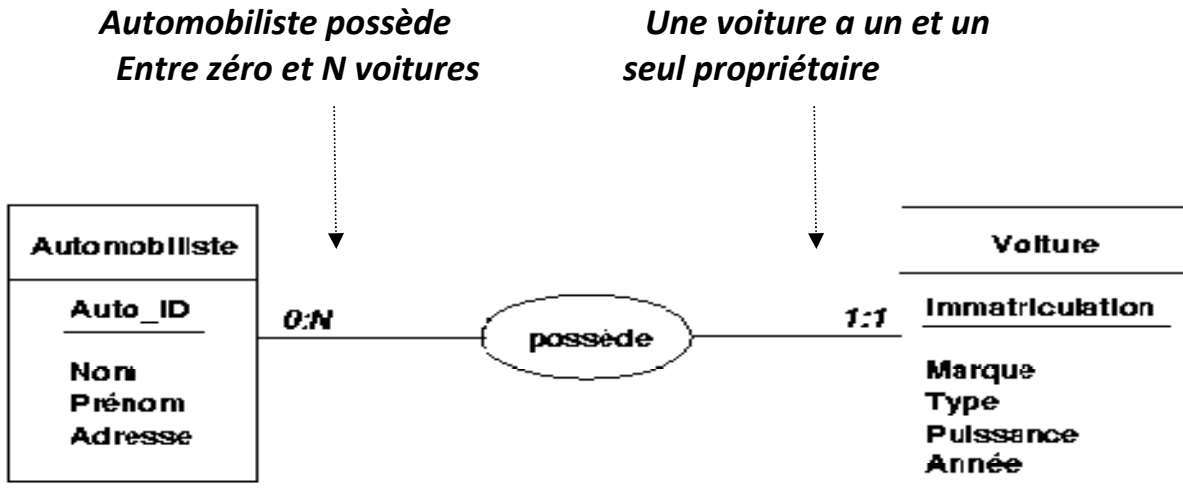 Automobiliste possède
Entre zéro et N voitures
Une voiture a un et un
seul propriétaire
Automobiliste
Auto_ID
Nom
Prénom
Adresse
0:N
possède
1:1
Voiture
Immatriculation
Marque
Type
Puissance
Année